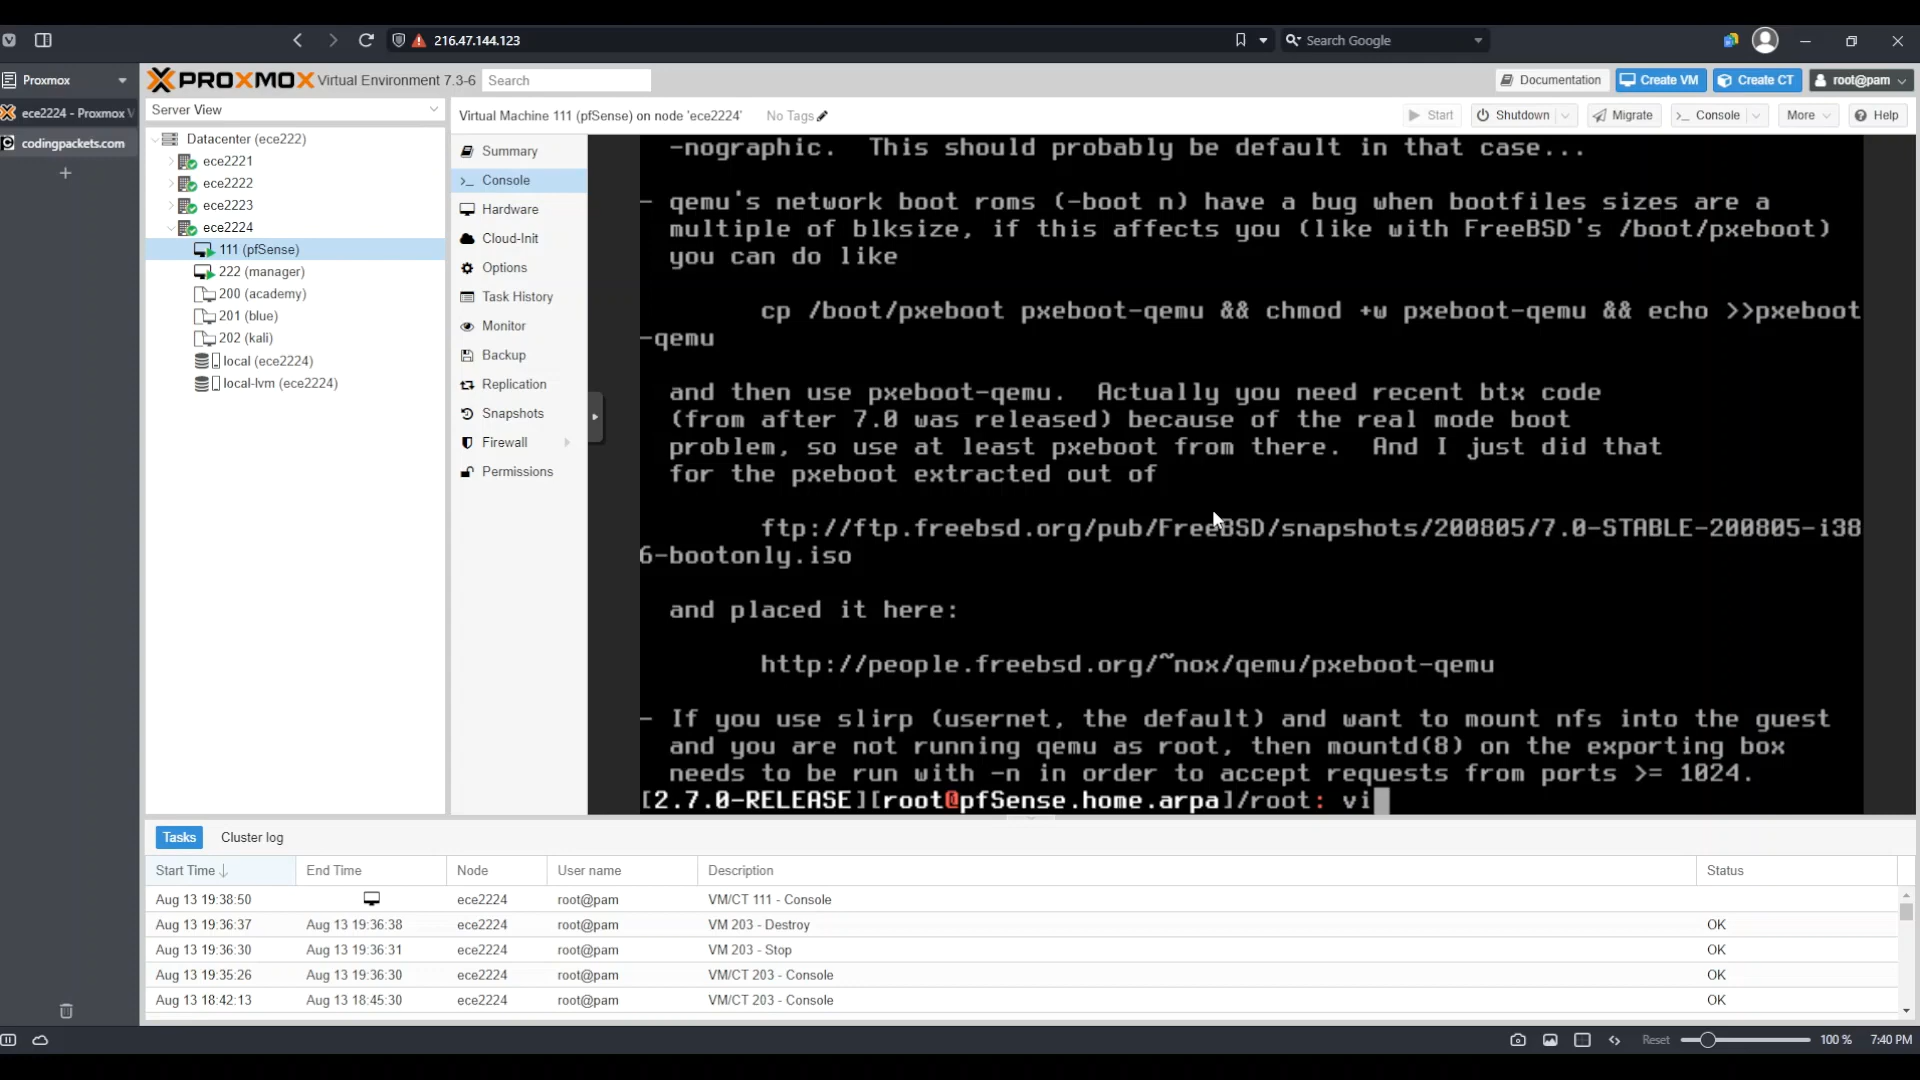 216.47.144.123
Search Google
Proxmox
PROXMOX Virtual Environment 7.3-6
Search
Documentation
Create VM
Create CT
root@pam
ece2224 - Proxmox V
codingpackets.com
Server View
Virtual Machine 111 (pfSense) on node 'ece2224'
No Tags
Start
Shutdown
Migrate
>_ Console
More
Help
Datacenter (ece222)
ece2221
ece2222
ece2223
ece2224
111 (pfSense)
222 (manager)
200 (academy)
201 (blue)
202 (kali)
local (ece2224)
local-lvm (ece2224)
Summary
>_ Console
Hardware
Cloud-Init
Options
Task History
Monitor
Backup
Replication
Snapshots
Firewall
Permissions
-nographic.  This should probably be default in that case...
- qemu's network boot roms (-boot n) have a bug when bootfiles sizes are a
multiple of blksize, if this affects you (like with FreeBSD's /boot/pxeboot)
you can do like
cp /boot/pxeboot pxeboot-qemu && chmod +w pxeboot-qemu && echo >>pxeboot
-qemu
and then use pxeboot-qemu.  Actually you need recent btx code
(from after 7.0 was released) because of the real mode boot
problem, so use at least pxeboot from there.  And I just did that
for the pxeboot extracted out of
ftp://ftp.freebsd.org/pub/FreeBSD/snapshots/200805/7.0-STABLE-200805-i38
6-bootonly.iso
and placed it here:
http://people.freebsd.org/~nox/qemu/pxeboot-qemu
- If you use slirp (usernet, the default) and want to mount nfs into the guest
and you are not running qemu as root, then mountd(8) on the exporting box
needs to be run with -n in order to accept requests from ports >= 1024.
[2.7.0-RELEASE][root@pfSense.home.arpa]/root: vi
Tasks
Cluster log
Start Time
End Time
Node
User name
Description
Status
Aug 13 19:38:50 ece2224 root@pam VM/CT 111 - Console
Aug 13 19:36:37 Aug 13 19:36:38 ece2224 root@pam VM 203 - Destroy OK
Aug 13 19:36:30 Aug 13 19:36:31 ece2224 root@pam VM 203 - Stop OK
Aug 13 19:35:26 Aug 13 19:36:30 ece2224 root@pam VM/CT 203 - Console OK
Aug 13 18:42:13 Aug 13 18:45:30 ece2224 root@pam VM/CT 203 - Console OK
Reset
100 %
7:40 PM